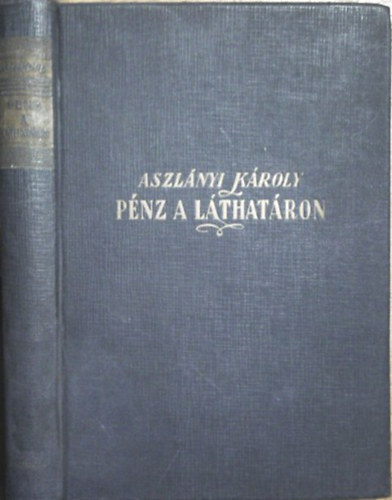 ASZLÁNYI KÁROLY
PÉNZ A LÁTHATÁRON